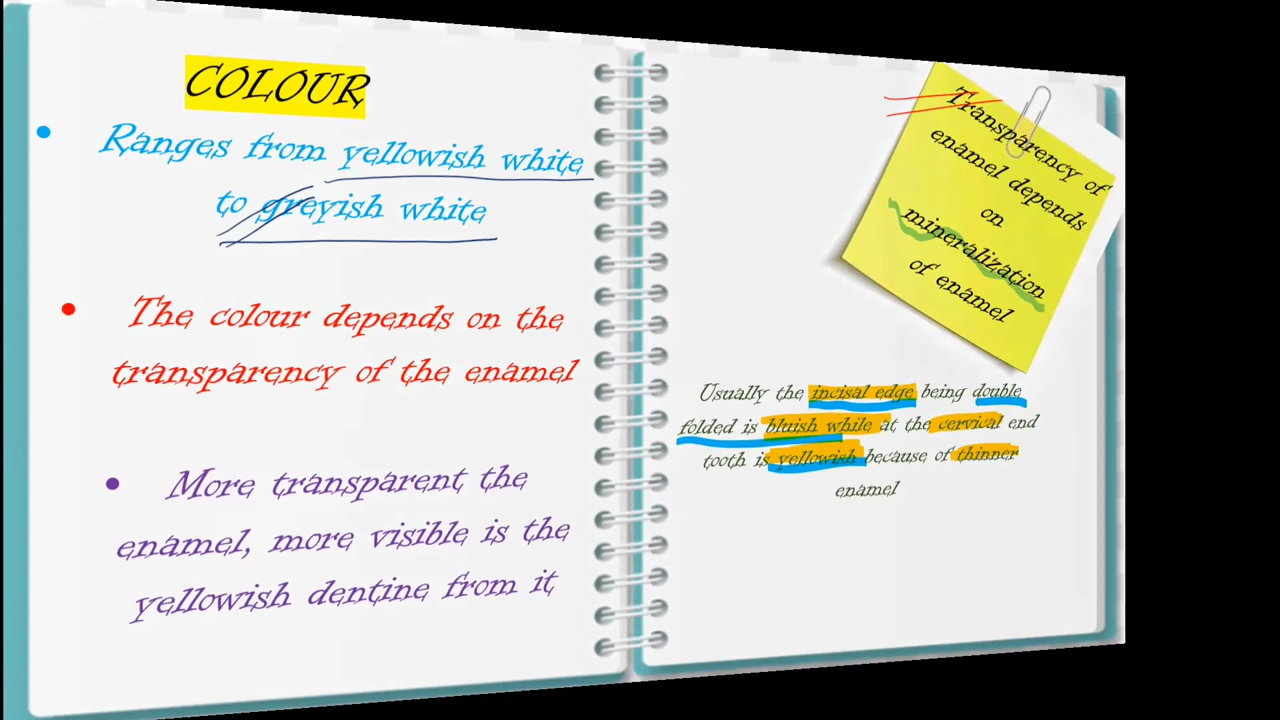 COLOUR
• Ranges from yellowish white
to greyish white
• The colour depends on the
transparency of the enamel
• More transparent the
enamel, more visible is the
yellowish dentine from it
Transparency of
enamel depends
on
mineralization
of enamel
Usually the incisal edge being double
folded is bluish while at the cervical end
tooth is yellowish because of thinner
enamel